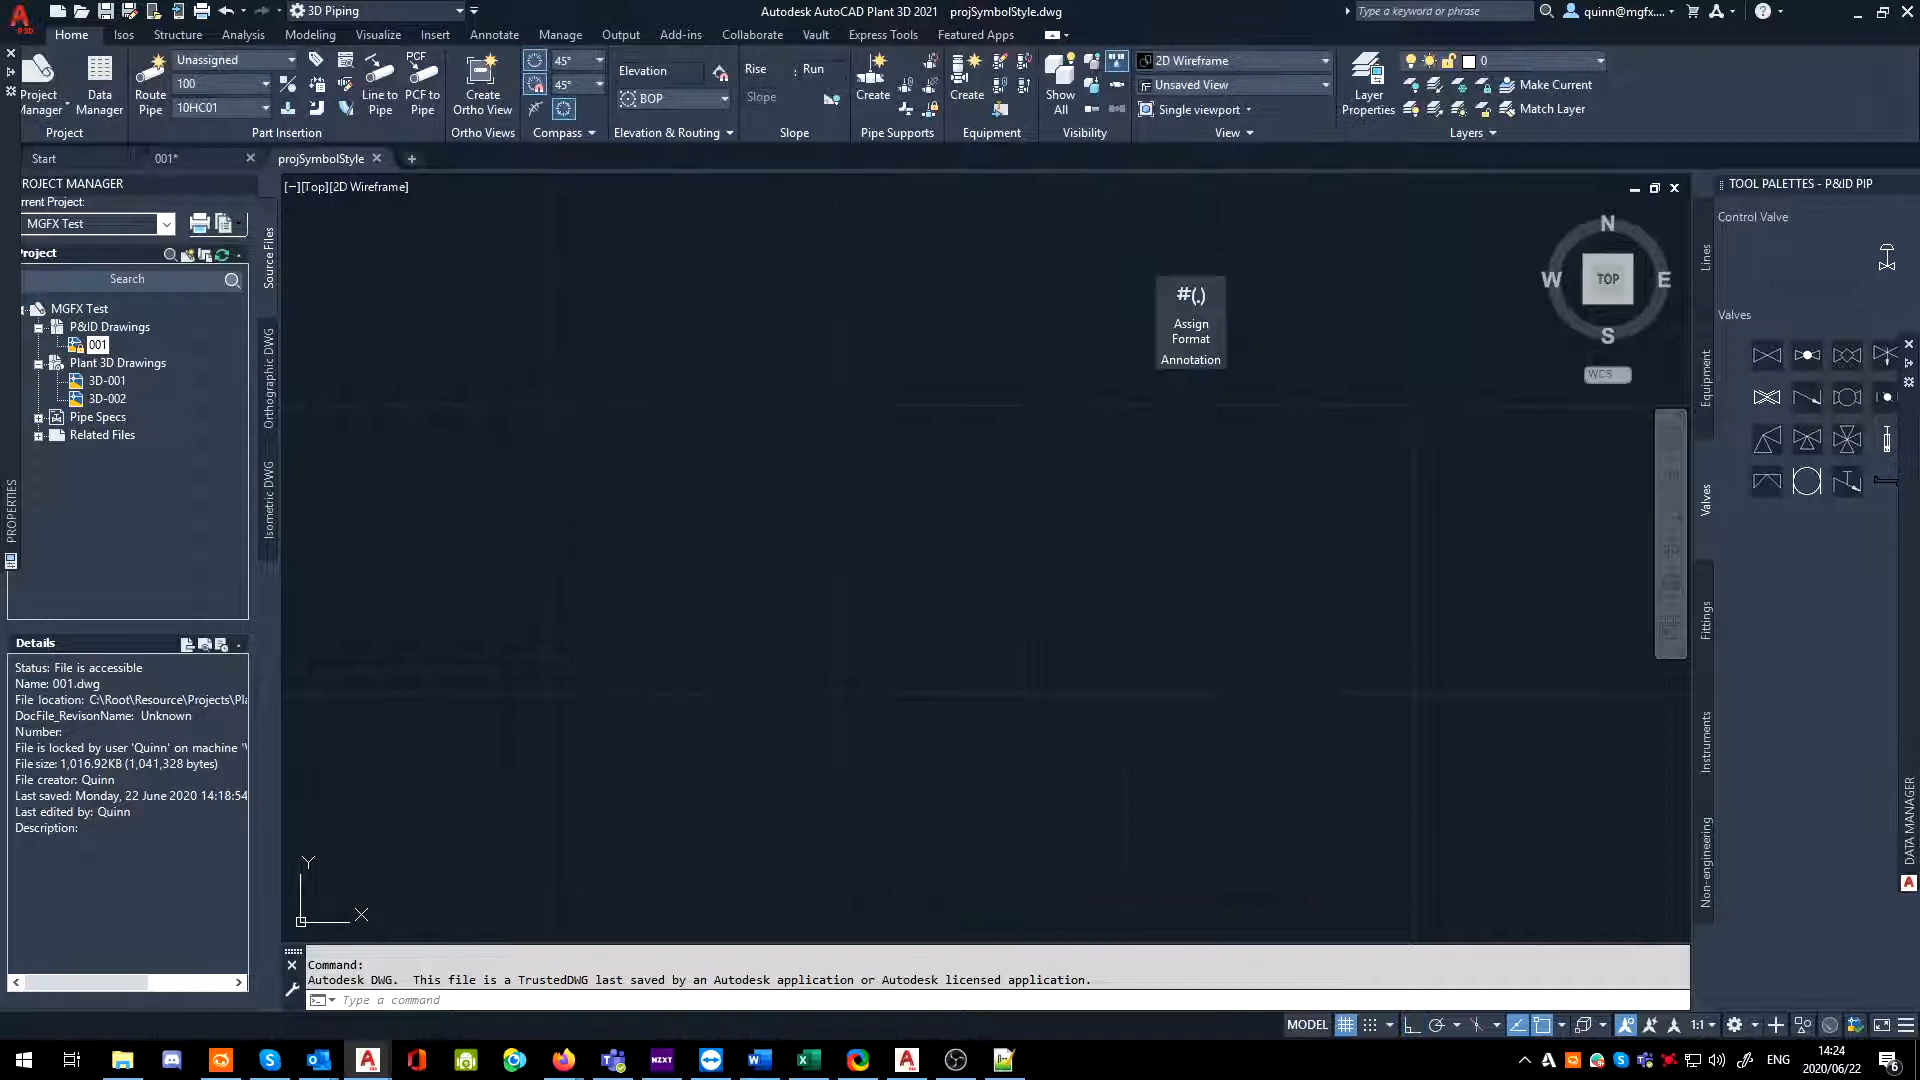 3D Piping
Autodesk AutoCAD Plant 3D 2021 projSymbolStyle.dwg
Type a keyword or phrase
quinn@mgfx....
P 3D
Home Isos Structure Analysis Modeling Visualize Insert Annotate Manage Output Add-ins Collaborate Vault Express Tools Featured Apps
Project Manager
Data Manager
Project
Route Pipe
Unassigned
100
10HC01
Line to Pipe
PCF
PCF to Pipe
Part Insertion
Create Ortho View
Ortho Views
45°
45°
Compass
Elevation
BOP
Elevation & Routing
Rise : Run
Slope
Slope
Create
Pipe Supports
Create
Equipment
Show All
Visibility
2D Wireframe
Unsaved View
Single viewport
View
Layer Properties
0
Make Current
Match Layer
Layers
Start
001*
projSymbolStyle
ROJECT MANAGER
rrent Project:
MGFX Test
Project
Search
MGFX Test
P&ID Drawings
001
Plant 3D Drawings
3D-001
3D-002
Pipe Specs
Related Files
Source Files
Orthographic DWG
Isometric DWG
PROPERTIES
Details
Status: File is accessible
Name: 001.dwg
File location: C:\Root\Resource\Projects\Pla
DocFile_RevisonName: Unknown
Number:
File is locked by user 'Quinn' on machine '
File size: 1,016.92KB (1,041,328 bytes)
File creator: Quinn
Last saved: Monday, 22 June 2020 14:18:54
Last edited by: Quinn
Description:
[−][Top][2D Wireframe]
#(.)
Assign
Format
Annotation
N
W TOP E
S
WCS
Y
X
TOOL PALETTES - P&ID PIP
Control Valve
Valves
Lines
Equipment
Valves
Fittings
Instruments
Non-engineering
DATA MANAGER
Command:
Autodesk DWG. This file is a TrustedDWG last saved by an Autodesk application or Autodesk licensed application.
Type a command
MODEL
1:1
NZXT
ENG
14:24
2020/06/22
6